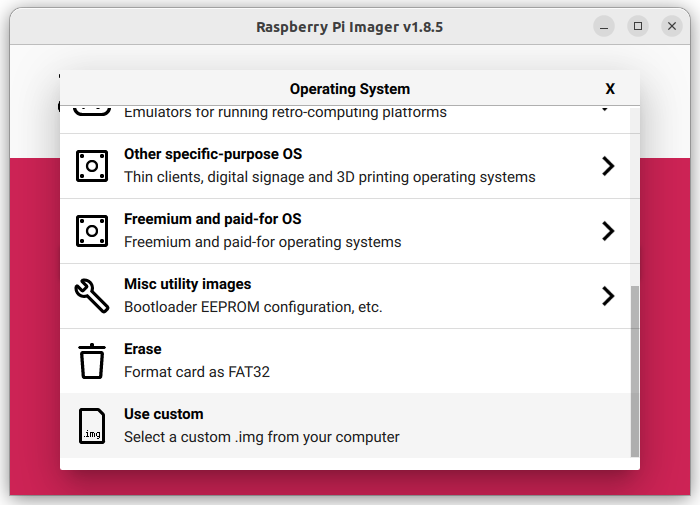 Raspberry Pi Imager v1.8.5
Operating System X
Emulators for running retro-computing platforms
Other specific-purpose OS
Thin clients, digital signage and 3D printing operating systems
Freemium and paid-for OS
Freemium and paid-for operating systems
Misc utility images
Bootloader EEPROM configuration, etc.
Erase
Format card as FAT32
Use custom
.img
Select a custom .img from your computer